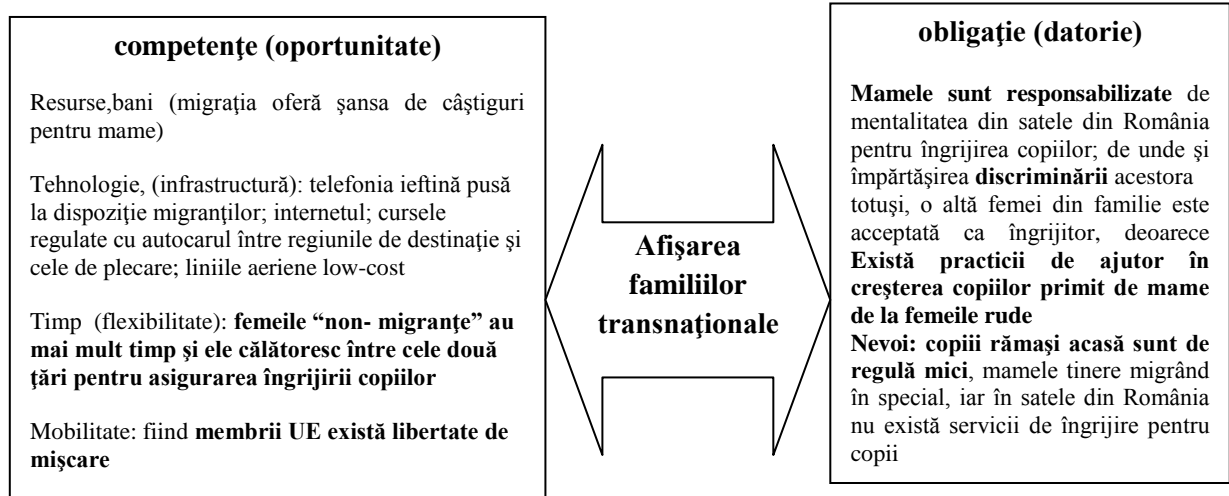 competenţe (oportunitate)
Resurse,bani (migraţia oferă şansa de câştiguri
pentru mame)
Tehnologie, (infrastructură): telefonia ieftină pusă
la dispoziţie migranţilor; internetul; cursele
regulate cu autocarul între regiunile de destinaţie şi
cele de plecare; liniile aeriene low-cost
Timp (flexibilitate): femeile “non- migranţe” au
mai mult timp şi ele călătoresc între cele două
ţări pentru asigurarea îngrijirii copiilor
Mobilitate: fiind membrii UE există libertate de
mişcare
Afişarea
familiilor
transnaţionale
obligaţie (datorie)
Mamele sunt responsabilizate de
mentalitatea din satele din România
pentru îngrijirea copiilor; de unde şi
împărtăşirea discriminării acestora
totuşi, o altă femei din familie este
acceptată ca îngrijitor, deoarece
Există practicii de ajutor în
creşterea copiilor primit de mame
de la femeile rude
Nevoi: copiii rămaşi acasă sunt de
regulă mici, mamele tinere migrând
în special, iar în satele din România
nu există servicii de îngrijire pentru
copii